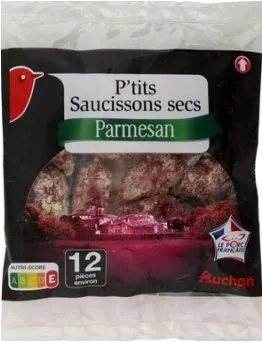 P'tits
Saucissons secs
Parmesan
LE PORC
FRANÇAIS
Auchan
NUTRI-SCORE
A B C D E
12
pièces
environ